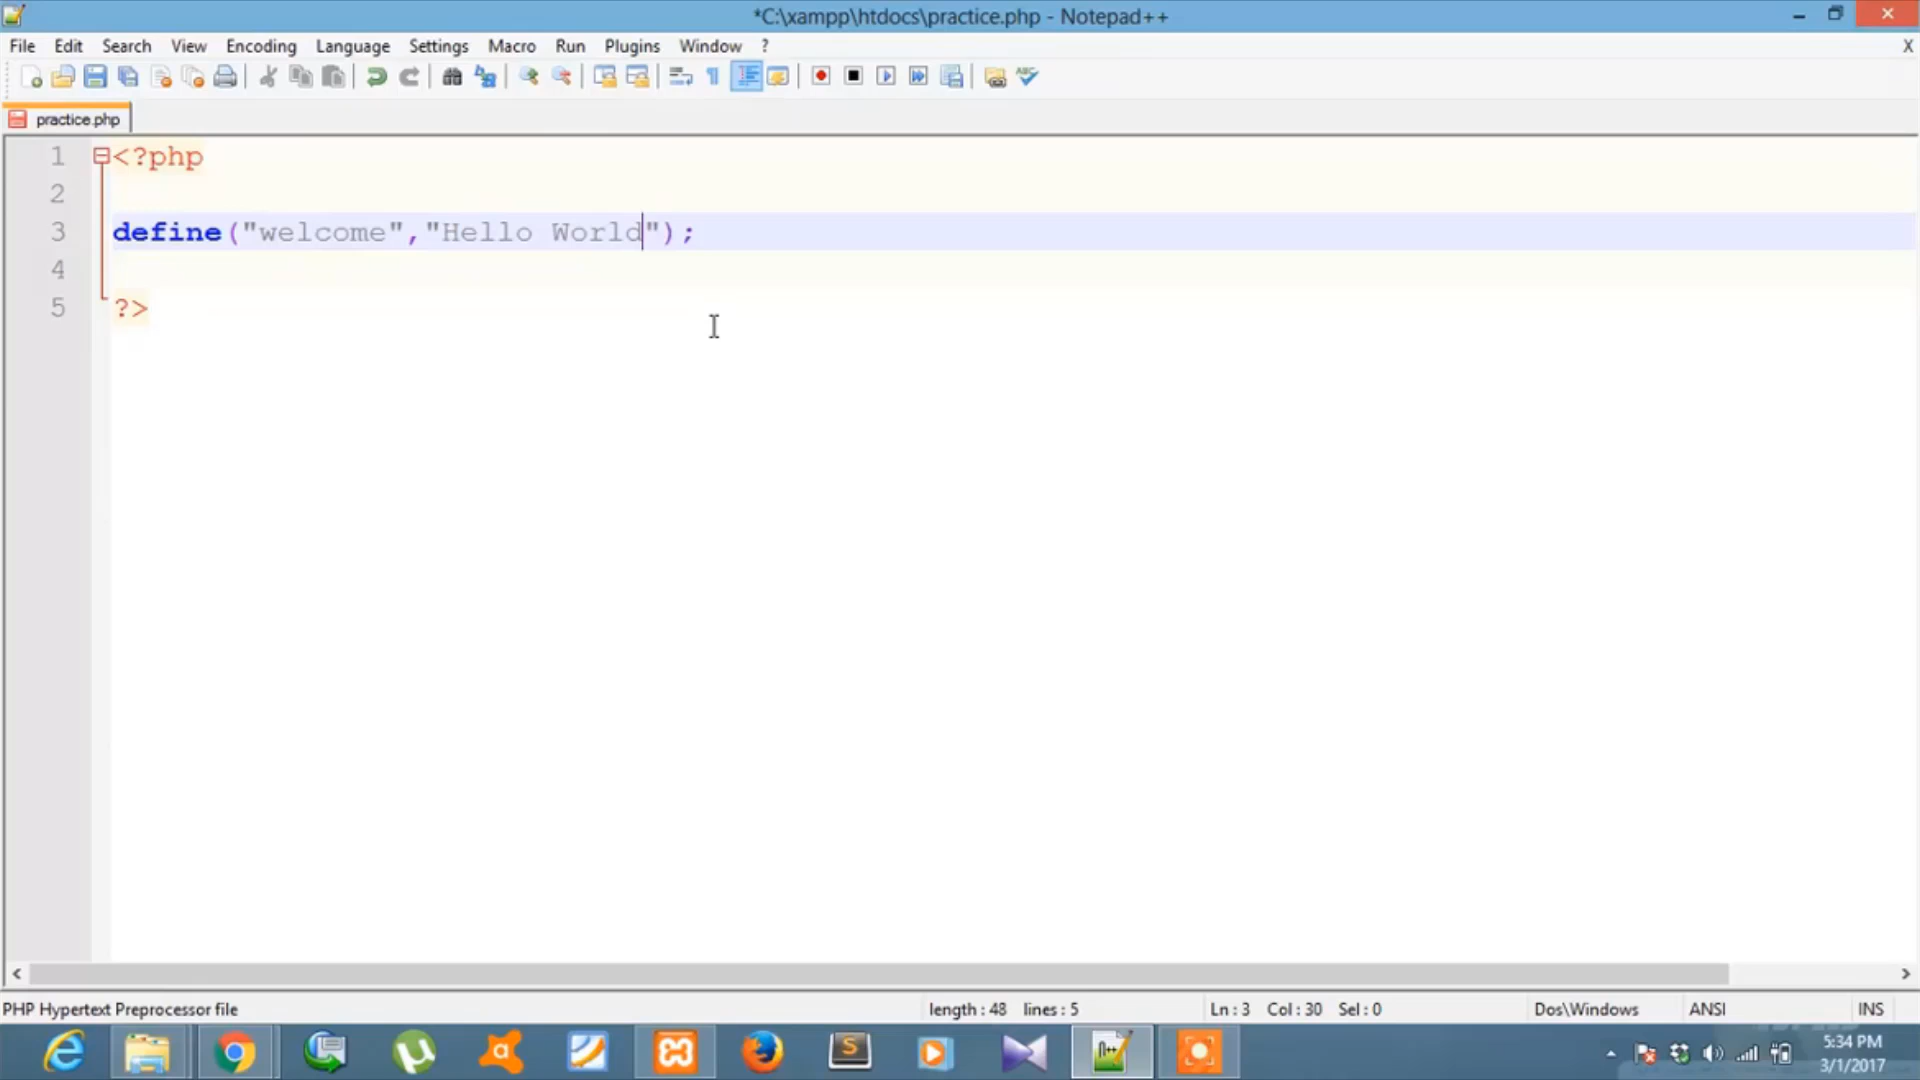 *C:\xampp\htdocs\practice.php - Notepad++
File Edit Search View Encoding Language Settings Macro Run Plugins Window ? X
practice.php
1 <?php
2
3 define("welcome","Hello World");
4
5 ?>
PHP Hypertext Preprocessor file length : 48 lines : 5 Ln : 3 Col : 30 Sel : 0 Dos\Windows ANSI INS
5:34 PM
3/1/2017